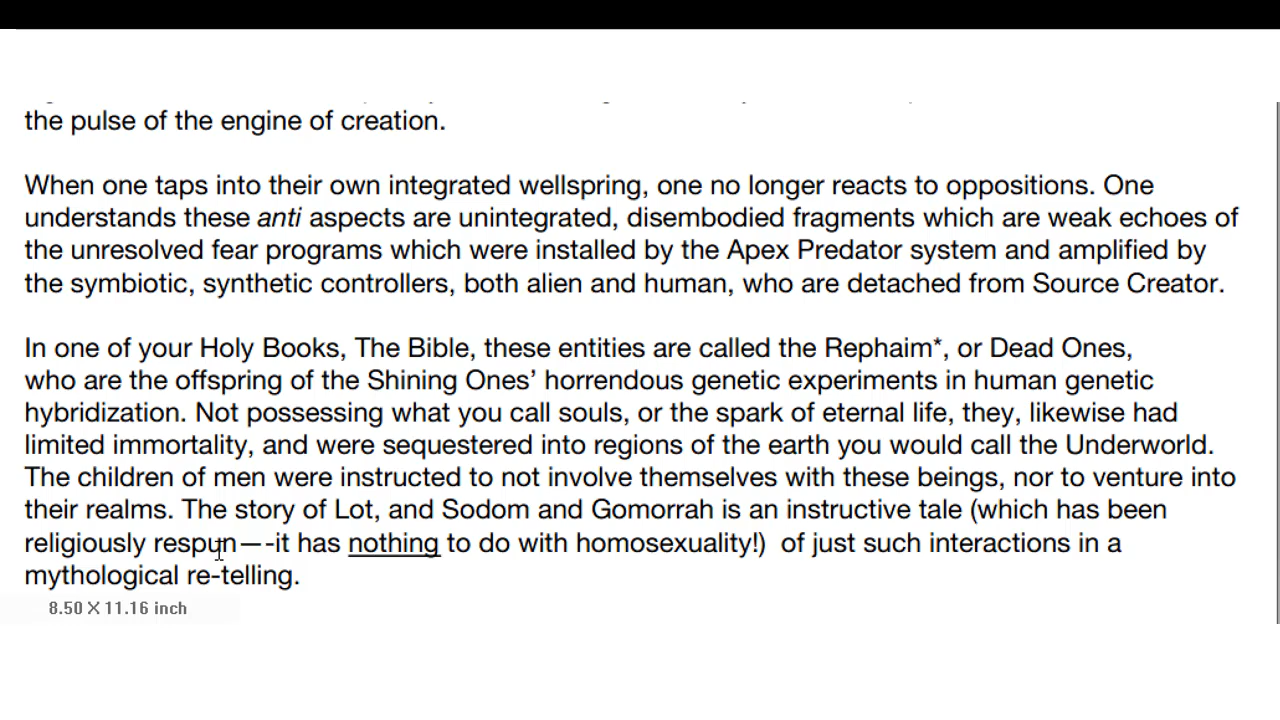 the pulse of the engine of creation.
When one taps into their own integrated wellspring, one no longer reacts to oppositions. One
understands these anti aspects are unintegrated, disembodied fragments which are weak echoes of
the unresolved fear programs which were installed by the Apex Predator system and amplified by
the symbiotic, synthetic controllers, both alien and human, who are detached from Source Creator.
In one of your Holy Books, The Bible, these entities are called the Rephaim*, or Dead Ones,
who are the offspring of the Shining Ones’ horrendous genetic experiments in human genetic
hybridization. Not possessing what you call souls, or the spark of eternal life, they, likewise had
limited immortality, and were sequestered into regions of the earth you would call the Underworld.
The children of men were instructed to not involve themselves with these beings, nor to venture into
their realms. The story of Lot, and Sodom and Gomorrah is an instructive tale (which has been
religiously respun—-it has nothing to do with homosexuality!)  of just such interactions in a
mythological re-telling.
8.50 X 11.16 inch